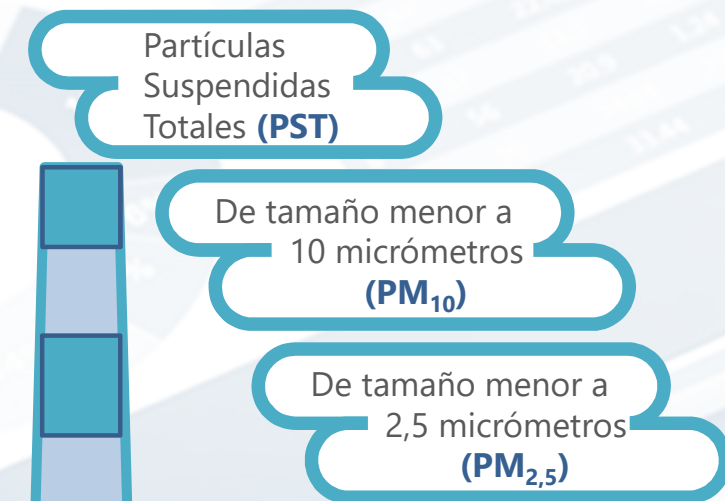 Partículas
Suspendidas
Totales (PST)
De tamaño menor a
10 micrómetros
(PM₁₀)
De tamaño menor a
2,5 micrómetros
(PM₂,₅)